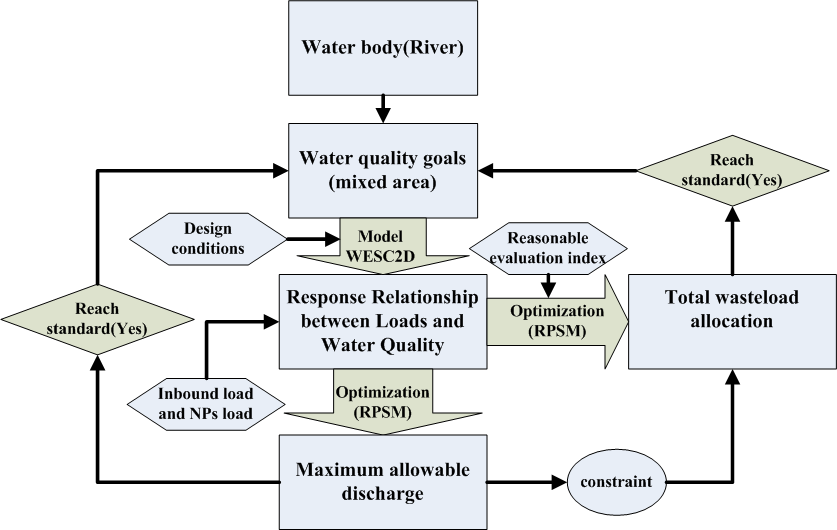 Water body(River)
Water quality goals
(mixed area)
Reach
standard(Yes)
Design
conditions
Model
WESC2D
Reasonable
evaluation index
Reach
standard(Yes)
Response Relationship
between Loads and
Water Quality
Optimization
(RPSM)
Total wasteload
allocation
Inbound load
and NPs load
Optimization
(RPSM)
Maximum allowable
discharge
constraint